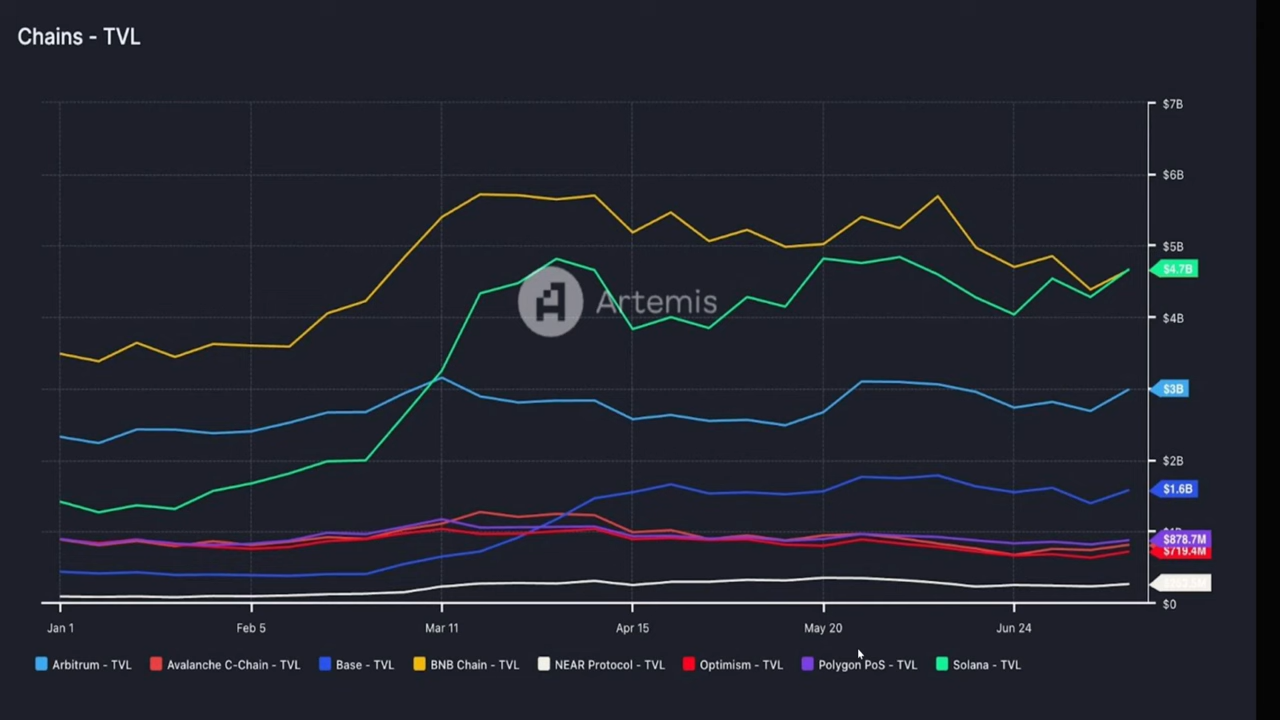 Chains - TVL
$7B
$6B
$5B
$4.7B
Artemis
$4B
$3B
$2B
$1.6B
$878.7M
$719.4M
$0
Jan 1 Feb 5 Mar 11 Apr 15 May 20 Jun 24
Arbitrum - TVL Avalanche C-Chain - TVL Base - TVL BNB Chain - TVL NEAR Protocol - TVL Optimism - TVL Polygon PoS - TVL Solana - TVL